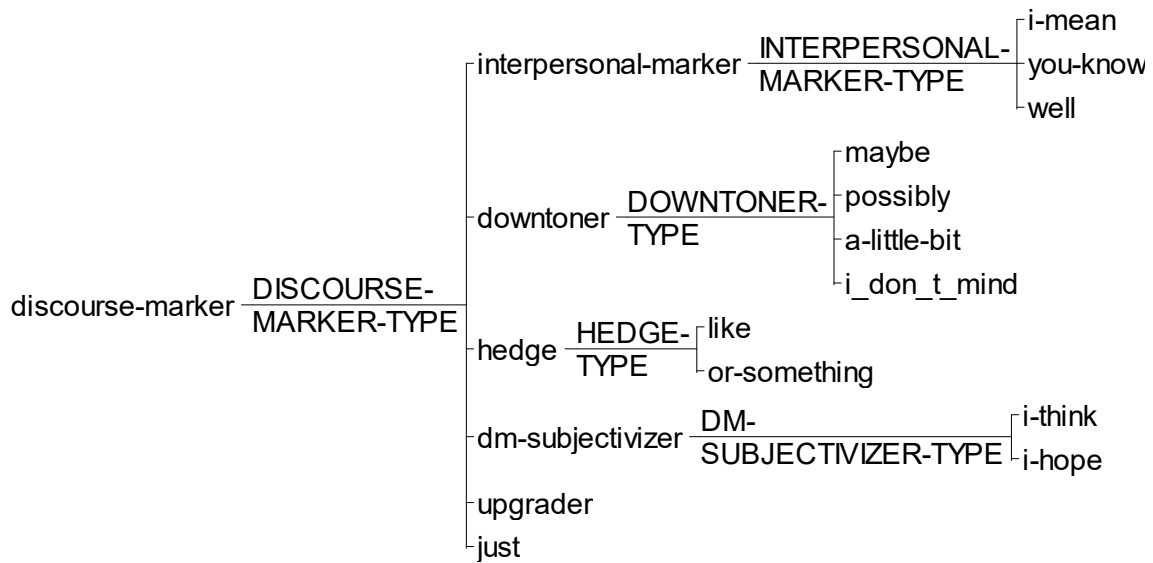 i-mean
interpersonal-marker INTERPERSONAL-
MARKER-TYPE
you-know
well
maybe
possibly
downtoner DOWNTONER-
TYPE
a-little-bit
i_don_t_mind
discourse-marker DISCOURSE-
MARKER-TYPE
hedge HEDGE-
TYPE
like
or-something
dm-subjectivizer DM-
SUBJECTIVIZER-TYPE
i-think
i-hope
upgrader
just